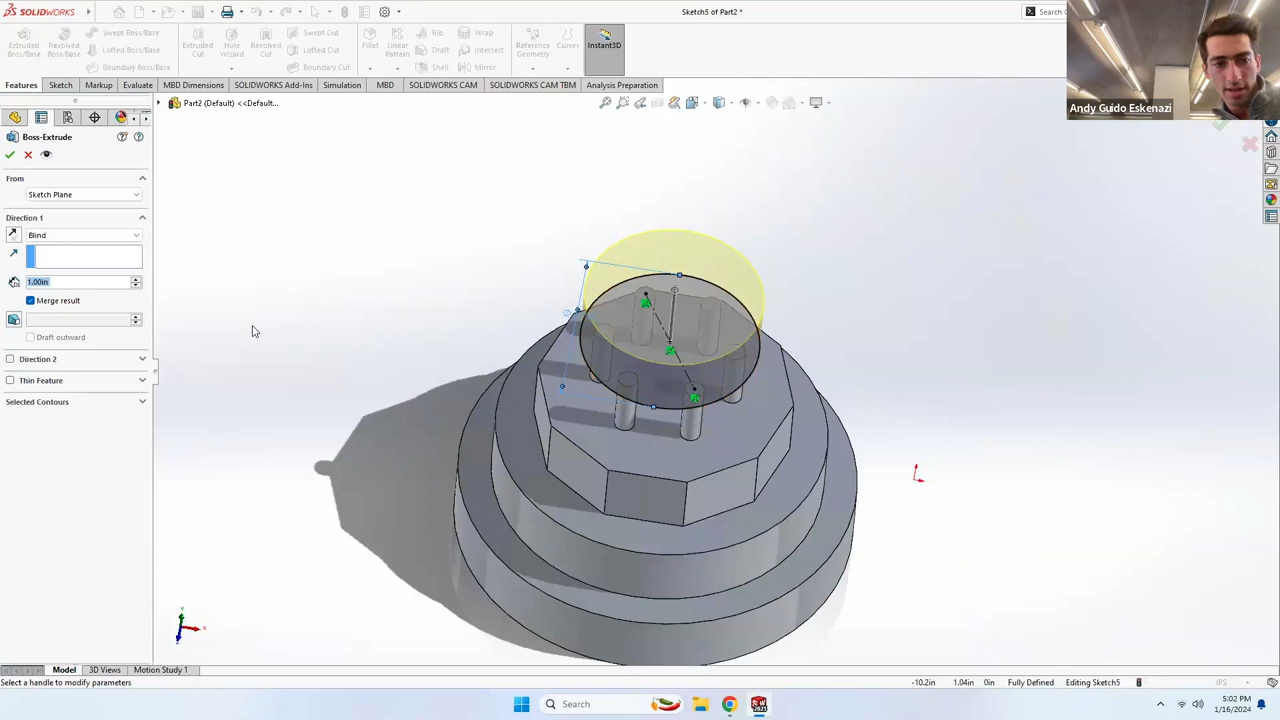 SOLIDWORKS
Sketch5 of Part2 *
Search
Andy Guido Eskenazi
Extruded
Boss/Base
Revolved
Boss/Base
Swept Boss/Base
Lofted Boss/Base
Boundary Boss/Base
Extruded
Cut
Hole
Wizard
Revolved
Cut
Swept Cut
Lofted Cut
Boundary Cut
Fillet
Linear
Pattern
Rib
Draft
Shell
Wrap
Intersect
Mirror
Reference
Geometry
Curves
Instant3D
Features
Sketch
Markup
Evaluate
MBD Dimensions
SOLIDWORKS Add-Ins
Simulation
MBD
SOLIDWORKS CAM
SOLIDWORKS CAM TBM
Analysis Preparation
Part2 (Default) <<Default...
Boss-Extrude
From
Sketch Plane
Direction 1
Blind
1.00in
Merge result
Draft outward
Direction 2
Thin Feature
Selected Contours
Y
X
Z
Model
3D Views
Motion Study 1
Select a handle to modify parameters
-10.2in
1.04in
0in
Fully Defined
Editing Sketch5
IPS
Search
5:02 PM
1/16/2024